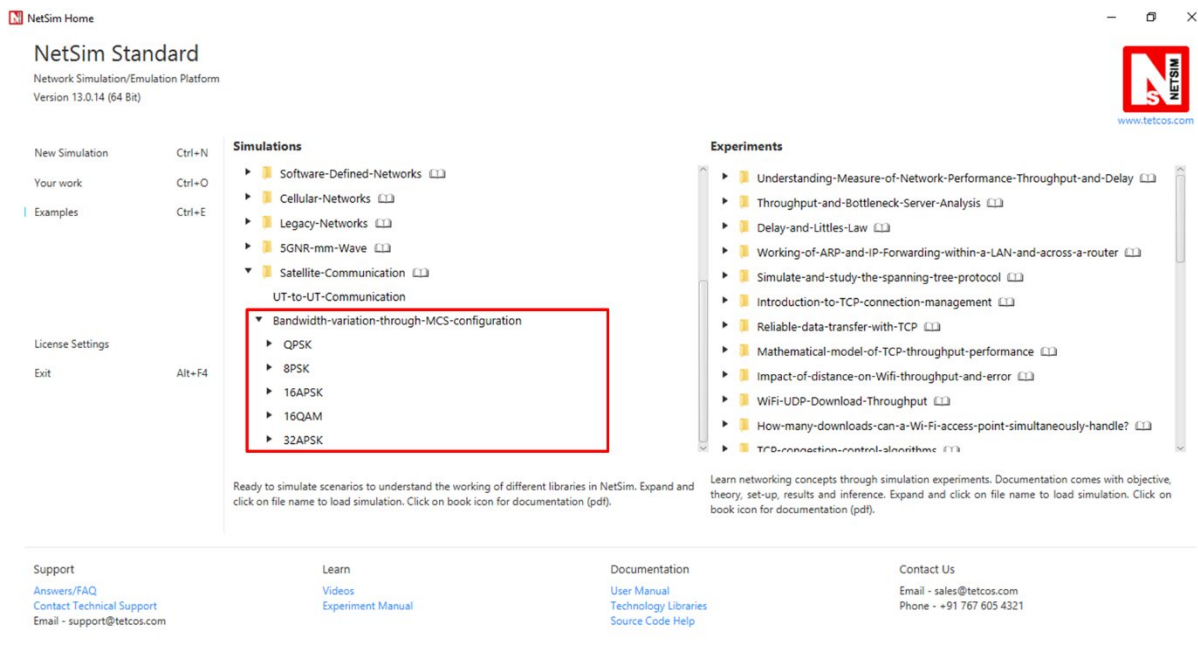 NetSim Home
NetSim Standard
Network Simulation/Emulation Platform
Version 13.0.14 (64 Bit)
N
S
NETSIM
www.tetcos.com
New Simulation Ctrl+N
Your work Ctrl+O
Examples Ctrl+E
License Settings
Exit Alt+F4
Simulations
Software-Defined-Networks
Cellular-Networks
Legacy-Networks
5GNR-mm-Wave
Satellite-Communication
UT-to-UT-Communication
Bandwidth-variation-through-MCS-configuration
QPSK
8PSK
16APSK
16QAM
32APSK
Ready to simulate scenarios to understand the working of different libraries in NetSim. Expand and
click on file name to load simulation. Click on book icon for documentation (pdf).
Experiments
Understanding-Measure-of-Network-Performance-Throughput-and-Delay
Throughput-and-Bottleneck-Server-Analysis
Delay-and-Littles-Law
Working-of-ARP-and-IP-Forwarding-within-a-LAN-and-across-a-router
Simulate-and-study-the-spanning-tree-protocol
Introduction-to-TCP-connection-management
Reliable-data-transfer-with-TCP
Mathematical-model-of-TCP-throughput-performance
Impact-of-distance-on-Wifi-throughput-and-error
WiFi-UDP-Download-Throughput
How-many-downloads-can-a-Wi-Fi-access-point-simultaneously-handle?
TCP-congestion-control-algorithms
Learn networking concepts through simulation experiments. Documentation comes with objective,
theory, set-up, results and inference. Expand and click on file name to load simulation. Click on
book icon for documentation (pdf).
Support
Answers/FAQ
Contact Technical Support
Email - support@tetcos.com
Learn
Videos
Experiment Manual
Documentation
User Manual
Technology Libraries
Source Code Help
Contact Us
Email - sales@tetcos.com
Phone - +91 767 605 4321